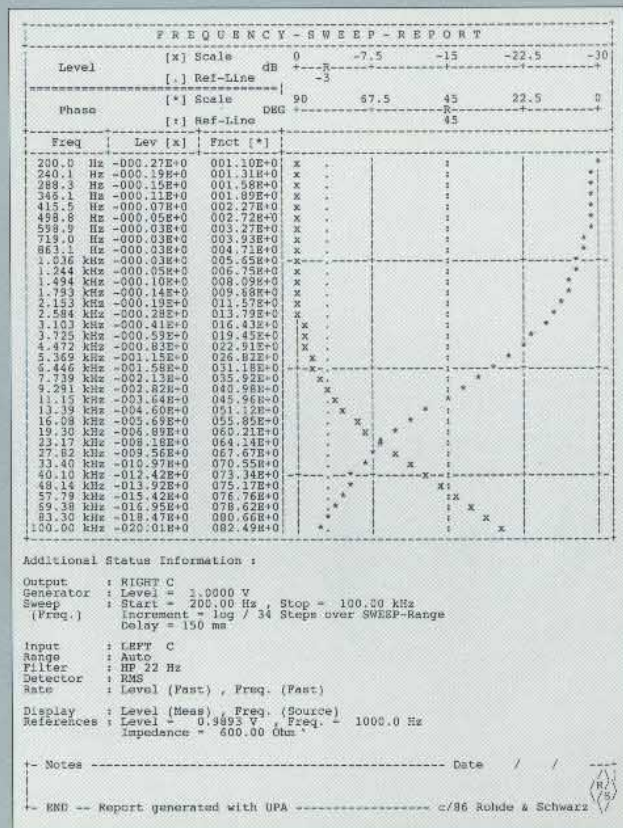 FREQUENCY-SWEEP-REPORT
Level [x] Scale dB 0 -7.5 -15 -22.5 -30
[.] Ref-Line R -3
Phase [*] Scale DEG 90 67.5 45 22.5 0
[:] Ref-Line R 45
Freq Lev [x] Fnct [*]
200.0 Hz -000.27E+0 001.10E+0
240.1 Hz -000.19E+0 001.31E+0
288.3 Hz -000.15E+0 001.58E+0
346.1 Hz -000.11E+0 001.89E+0
415.5 Hz -000.07E+0 002.27E+0
498.8 Hz -000.05E+0 002.72E+0
598.9 Hz -000.03E+0 003.27E+0
719.0 Hz -000.03E+0 003.93E+0
863.1 Hz -000.03E+0 004.71E+0
1.036 kHz -000.03E+0 005.65E+0
1.244 kHz -000.05E+0 006.75E+0
1.494 kHz -000.10E+0 008.09E+0
1.793 kHz -000.14E+0 009.68E+0
2.153 kHz -000.19E+0 011.57E+0
2.584 kHz -000.28E+0 013.79E+0
3.103 kHz -000.41E+0 016.43E+0
3.725 kHz -000.59E+0 019.45E+0
4.472 kHz -000.83E+0 022.91E+0
5.369 kHz -001.15E+0 026.82E+0
6.446 kHz -001.58E+0 031.18E+0
7.739 kHz -002.13E+0 035.92E+0
9.291 kHz -002.82E+0 040.98E+0
11.15 kHz -003.64E+0 045.96E+0
13.39 kHz -004.60E+0 051.12E+0
16.08 kHz -005.69E+0 055.85E+0
19.30 kHz -006.89E+0 060.21E+0
23.17 kHz -008.18E+0 064.14E+0
27.82 kHz -009.56E+0 067.67E+0
33.40 kHz -010.97E+0 070.55E+0
40.10 kHz -012.42E+0 073.34E+0
48.14 kHz -013.92E+0 075.17E+0
57.79 kHz -015.42E+0 076.76E+0
69.38 kHz -016.95E+0 078.62E+0
83.30 kHz -018.47E+0 080.66E+0
100.00 kHz -020.01E+0 082.49E+0
Additional Status Information :
Output : RIGHT C
Generator : Level = 1.0000 V
Sweep : Start = 200.00 Hz , Stop = 100.00 kHz
(Freq.) Increment = log / 34 Steps over SWEEP-Range
Delay = 150 ms
Input : LEFT C
Range : Auto
Filter : HP 22 Hz
Detector : RMS
Rate : Level (Fast) , Freq. (Fast)
Display : Level (Meas) , Freq. (Source)
References : Level = 0.9893 V , Freq. = 1000.0 Hz
Impedance = 600.00 Ohm
+- Notes ---- Date / /
R/S
+- END -- Report generated with UPA ---- c/86 Rohde & Schwarz